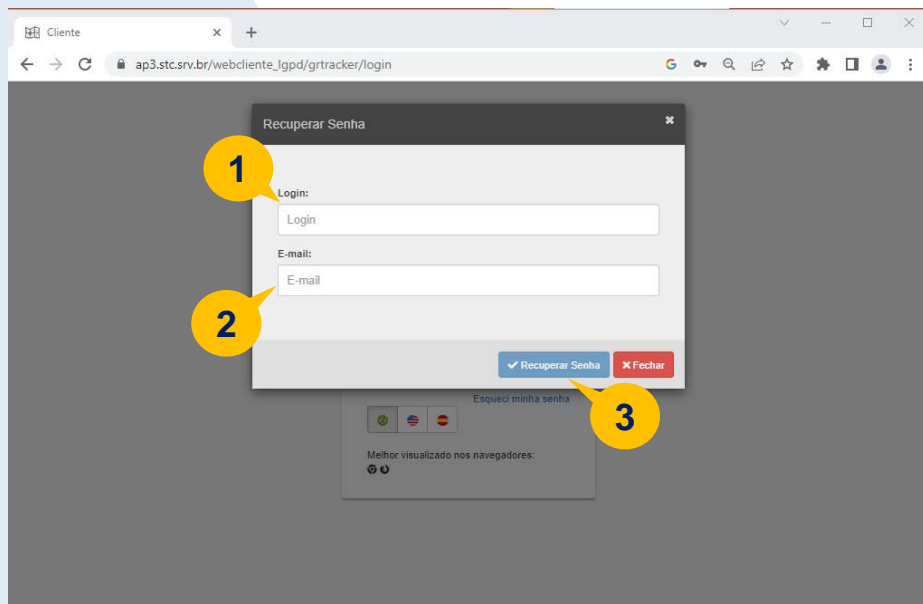 Cliente
ap3.stc.srv.br/webcliente_lgpd/grtracker/login
Recuperar Senha
1
Login:
Login
E-mail:
E-mail
2
Recuperar Senha
Fechar
Esqueci minha senha
3
Melhor visualizado nos navegadores: